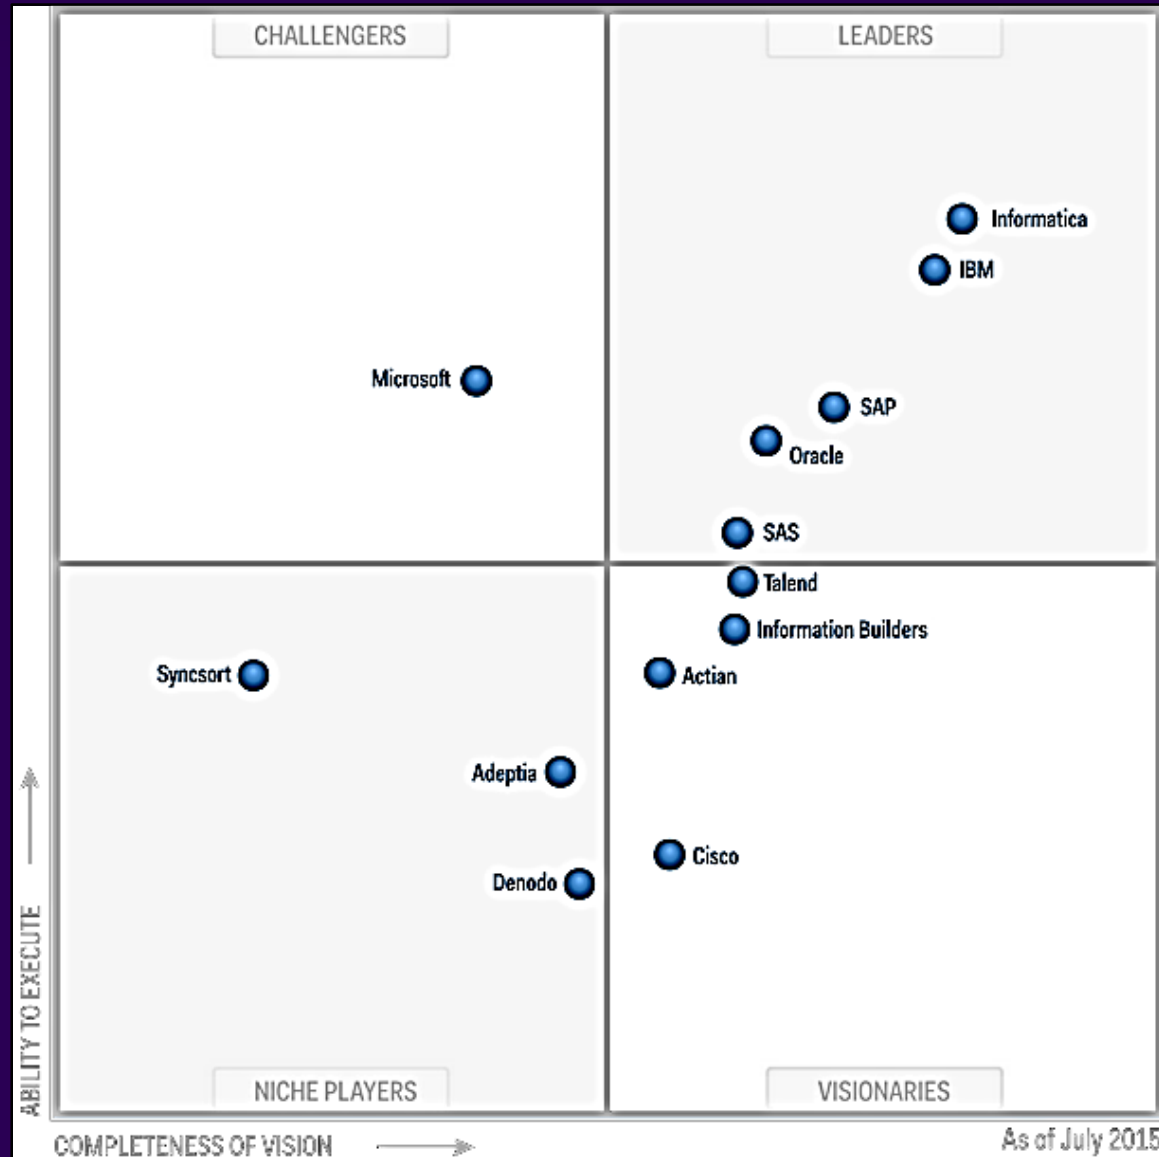 CHALLENGERS
LEADERS
Informatica
IBM
Microsoft
SAP
Oracle
SAS
Talend
Information Builders
Syncsort
Actian
Adeptia
Cisco
Denodo
ABILITY TO EXECUTE
NICHE PLAYERS
VISIONARIES
COMPLETENESS OF VISION
As of July 2015